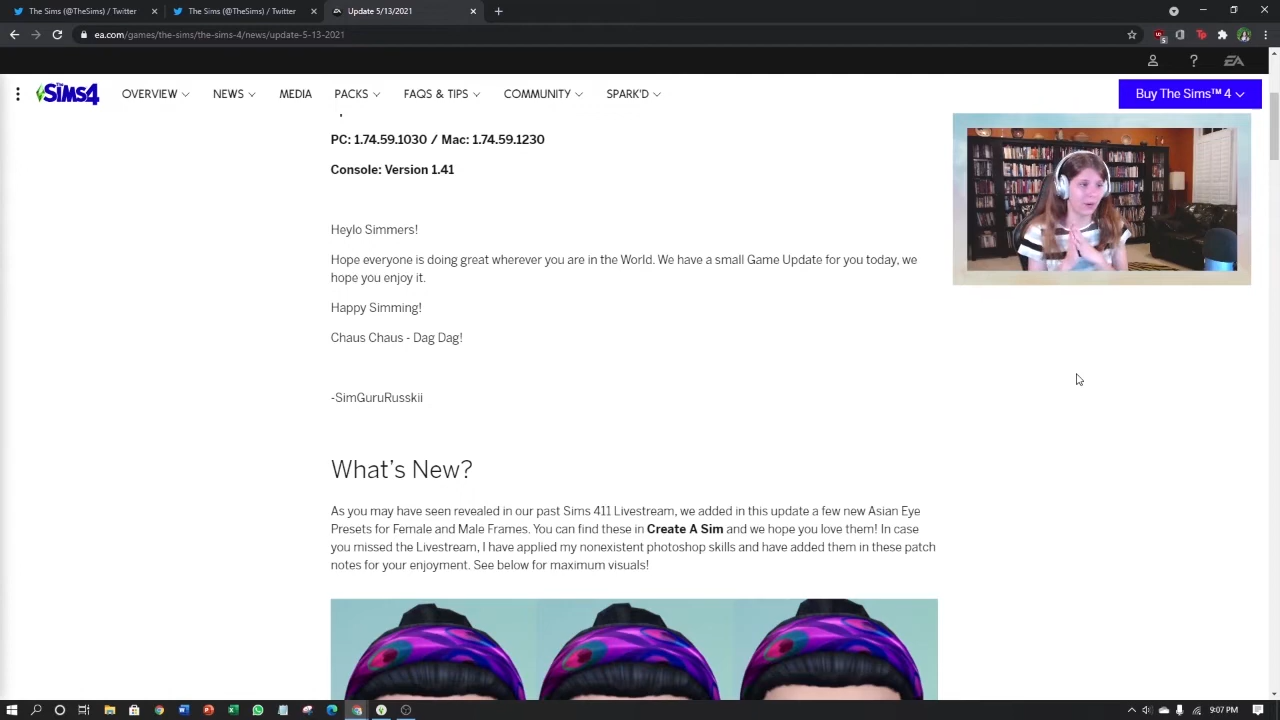 The Sims (@TheSims) / Twitter
The Sims (@TheSims) / Twitter
Update 5/13/2021
ea.com/games/the-sims/the-sims-4/news/update-5-13-2021
The Sims 4
OVERVIEW
NEWS
MEDIA
PACKS
FAQS & TIPS
COMMUNITY
SPARK'D
Buy The Sims™ 4
PC: 1.74.59.1030 / Mac: 1.74.59.1230
Console: Version 1.41
Heylo Simmers!
Hope everyone is doing great wherever you are in the World. We have a small Game Update for you today, we
hope you enjoy it.
Happy Simming!
Chaus Chaus - Dag Dag!
-SimGuruRusskii
What's New?
As you may have seen revealed in our past Sims 411 Livestream, we added in this update a few new Asian Eye
Presets for Female and Male Frames. You can find these in Create A Sim and we hope you love them! In case
you missed the Livestream, I have applied my nonexistent photoshop skills and have added them in these patch
notes for your enjoyment. See below for maximum visuals!
9:07 PM